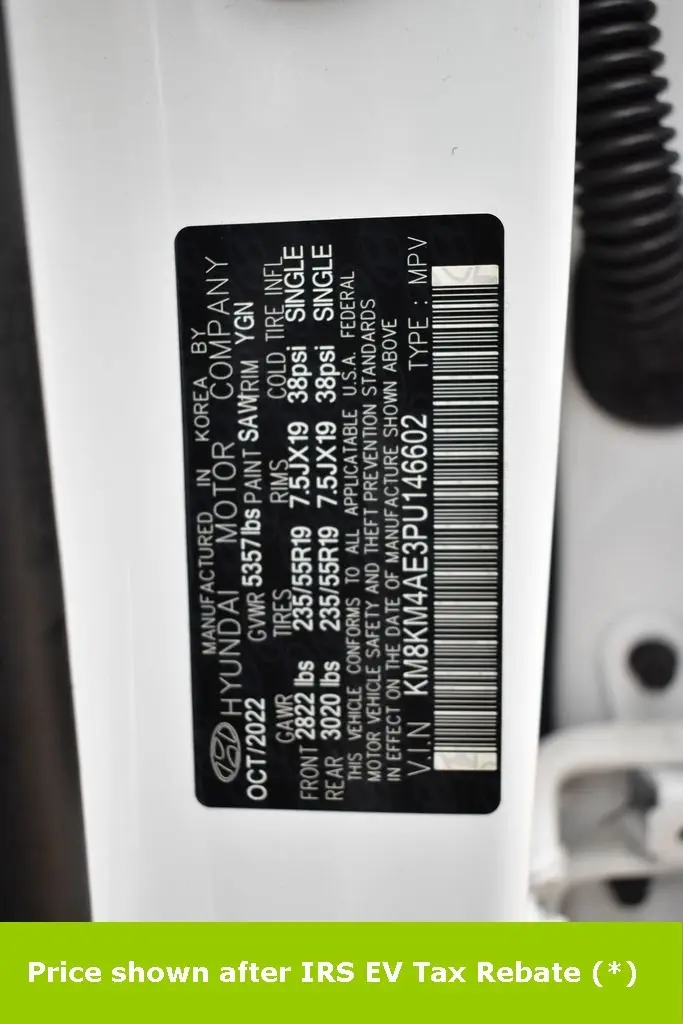 MANUFACTURED IN KOREA BY
HYUNDAI MOTOR COMPANY
OCT/2022 GVWR 5357lbs PAINT SAW TRIM YGN
GAWR TIRES RIMS COLD TIRE INFL
FRONT 2822 lbs 235/55R19 7.5JX19 38psi SINGLE
REAR 3020 lbs 235/55R19 7.5JX19 38psi SINGLE
THIS VEHICLE CONFORMS TO ALL APPLICATABLE U.S.A. FEDERAL
MOTOR VEHICLE SAFETY AND THEFT PREVENTION STANDARDS
IN EFFECT ON THE DATE OF MANUFACTURE SHOWN ABOVE
V.I.N KM8KM4AE3PU146602 TYPE : MPV
Price shown after IRS EV Tax Rebate (*)